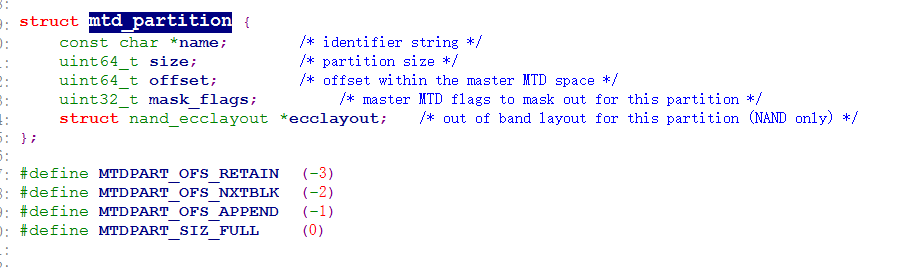 struct mtd_partition {
    const char *name;         /* identifier string */
    uint64_t size;            /* partition size */
    uint64_t offset;          /* offset within the master MTD space */
    uint32_t mask_flags;          /* master MTD flags to mask out for this partition */
    struct nand_ecclayout *ecclayout;   /* out of band layout for this partition (NAND only) */
};

#define MTDPART_OFS_RETAIN  (-3)
#define MTDPART_OFS_NXTBLK  (-2)
#define MTDPART_OFS_APPEND  (-1)
#define MTDPART_SIZ_FULL    (0)